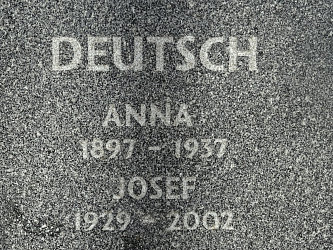 DEUTSCH
ANNA
1897 - 1937
JOSEF
1929 - 2002